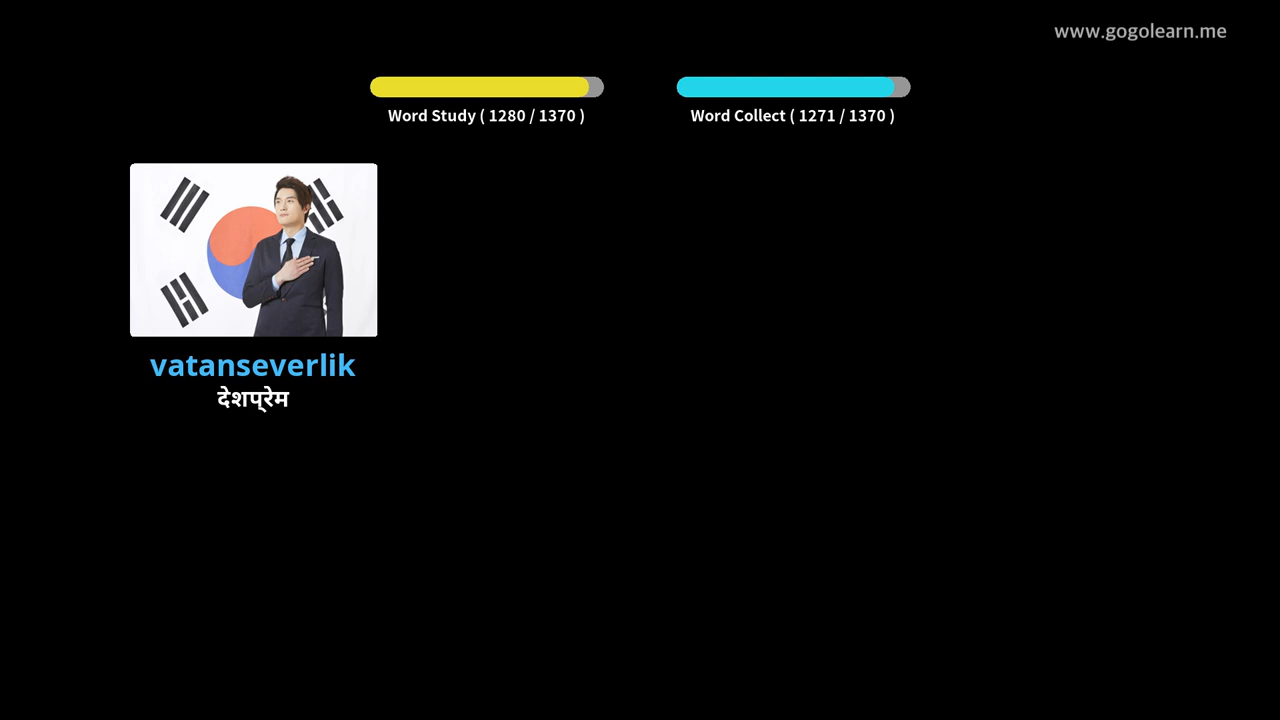 www.gogolearn.me
Word Study ( 1280 / 1370 )
Word Collect ( 1271 / 1370 )
vatanseverlik
देशप्रेम